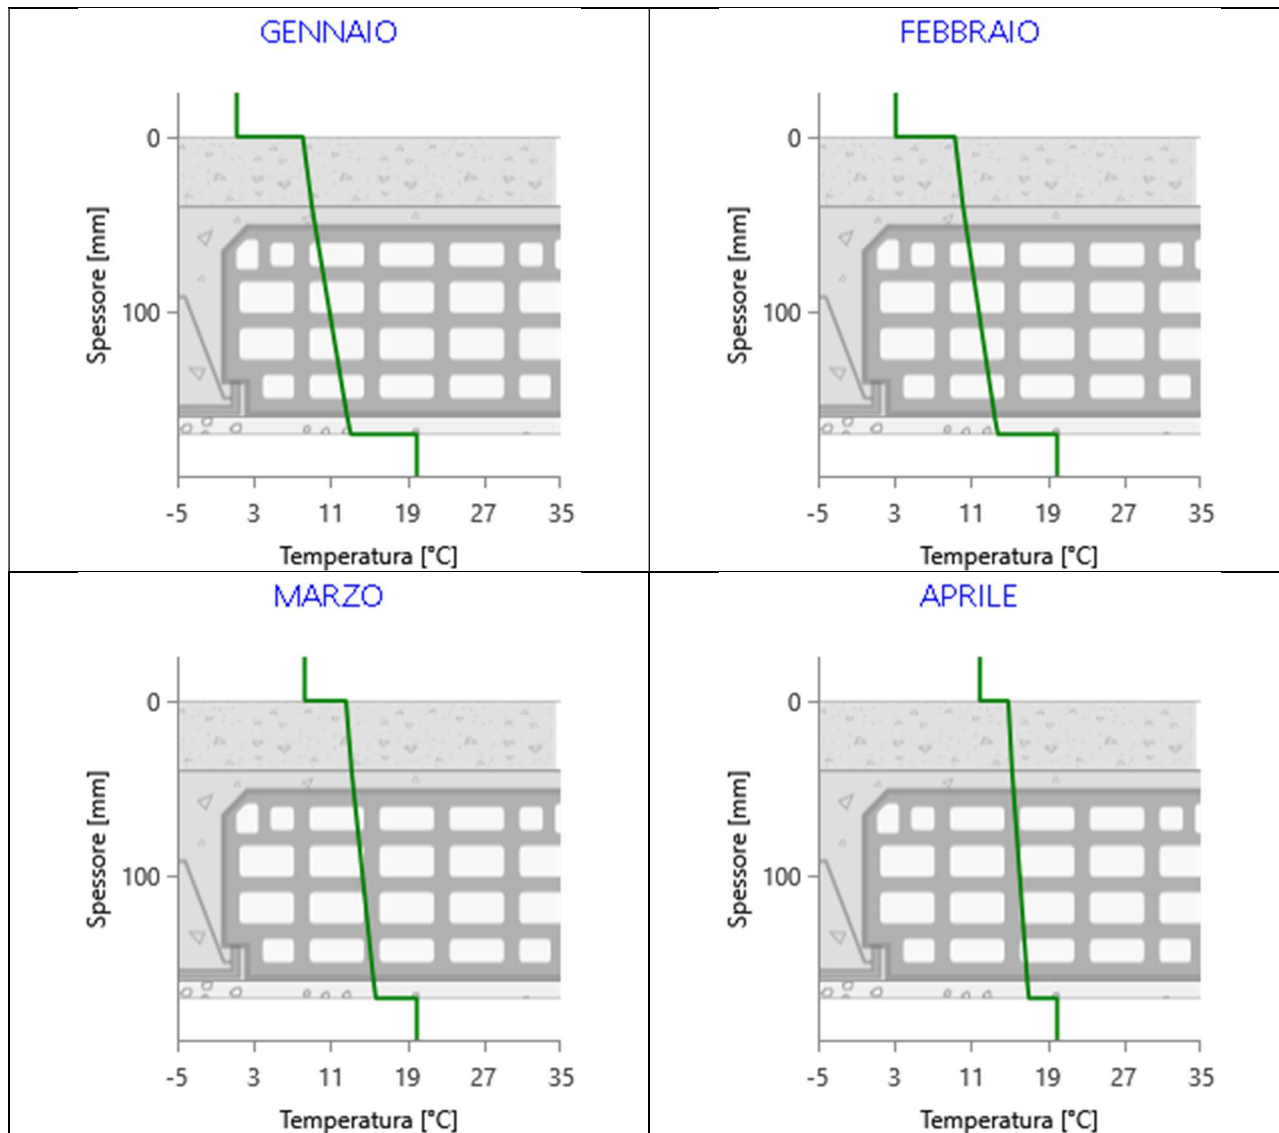 GENNAIO
0
100
Spessore [mm]
-5 3 11 19 27 35
Temperatura [°C]
FEBBRAIO
0
100
Spessore [mm]
-5 3 11 19 27 35
Temperatura [°C]
MARZO
0
100
Spessore [mm]
-5 3 11 19 27 35
Temperatura [°C]
APRILE
0
100
Spessore [mm]
-5 3 11 19 27 35
Temperatura [°C]